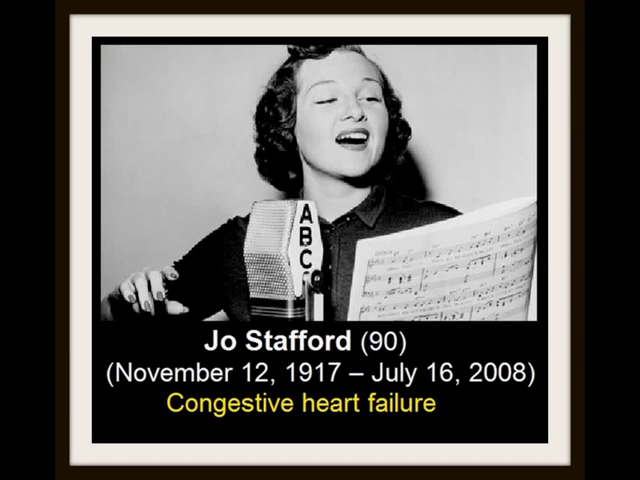 ABC
Jo Stafford (90)
(November 12, 1917 – July 16, 2008)
Congestive heart failure